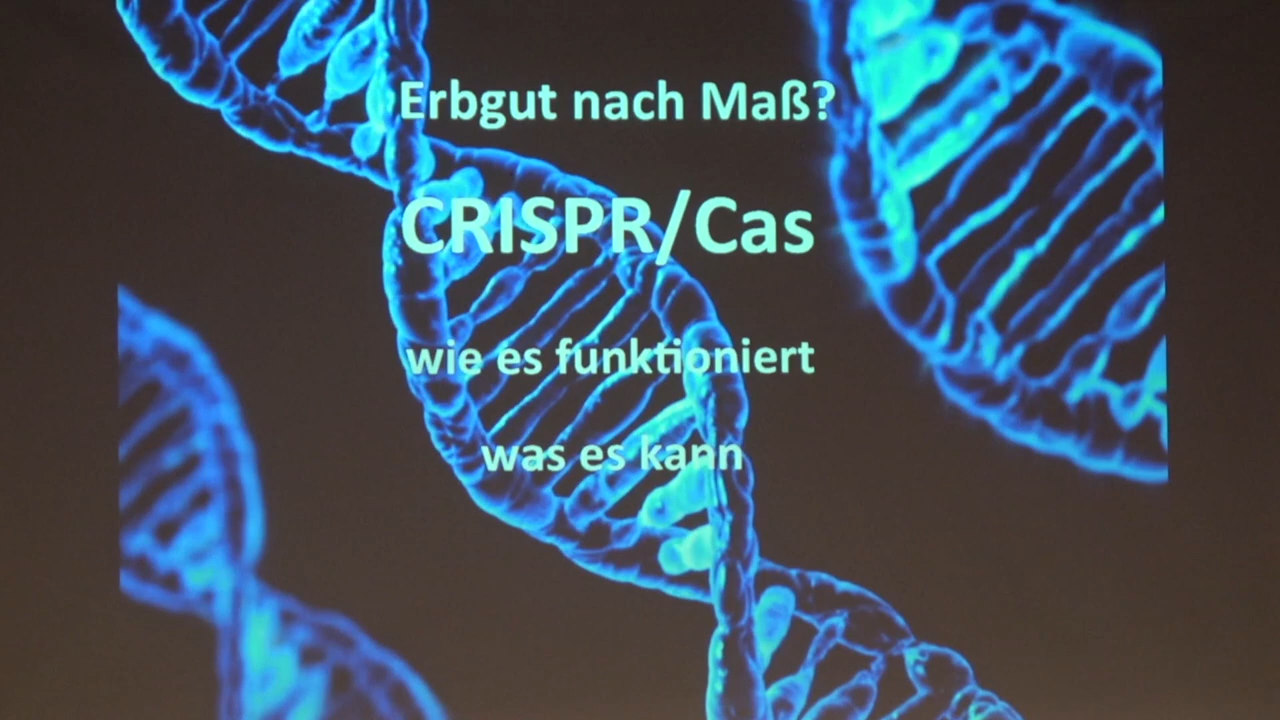 Erbgut nach Maß?
CRISPR/Cas
wie es funktioniert
was es kann